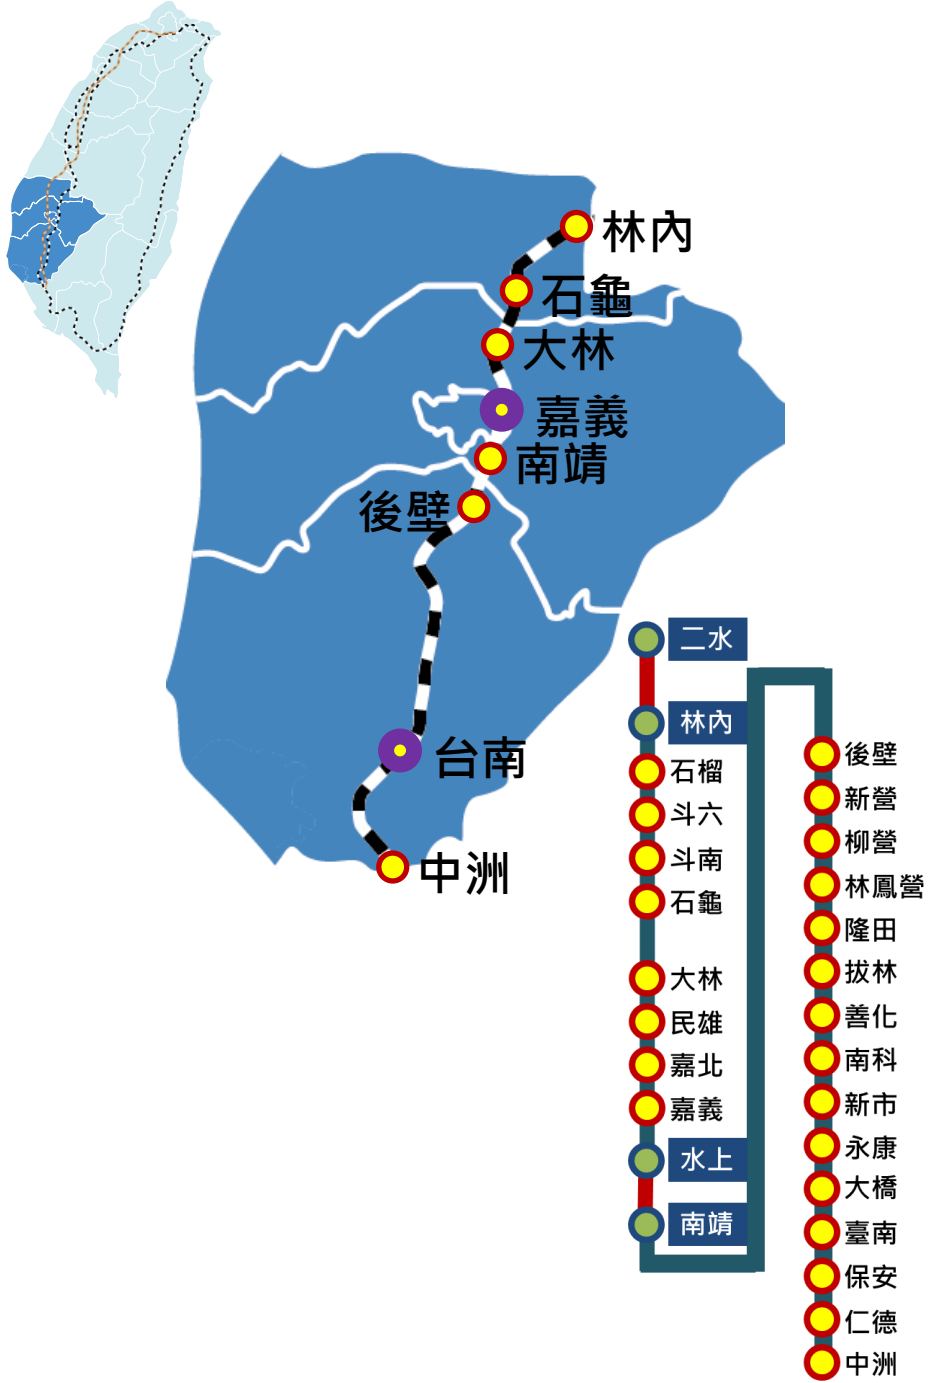 林內
石龜
大林
嘉義
南靖
後壁
台南
中洲
二水
林內
石榴
斗六
斗南
石龜
大林
民雄
嘉北
嘉義
水上
南靖
後壁
新營
柳營
林鳳營
隆田
拔林
善化
南科
新市
永康
大橋
臺南
保安
仁德
中洲